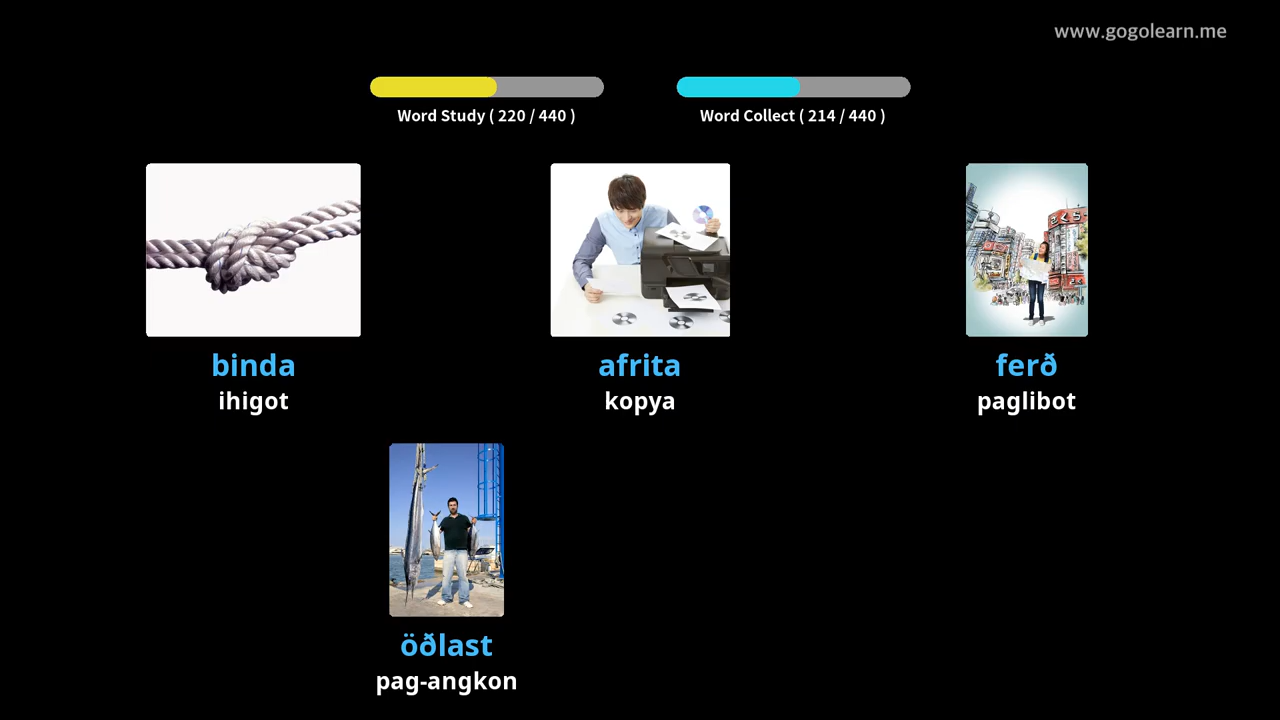 www.gogolearn.me
Word Study ( 220 / 440 )
Word Collect ( 214 / 440 )
binda
ihigot
afrita
kopya
ferð
paglibot
öðlast
pag-angkon